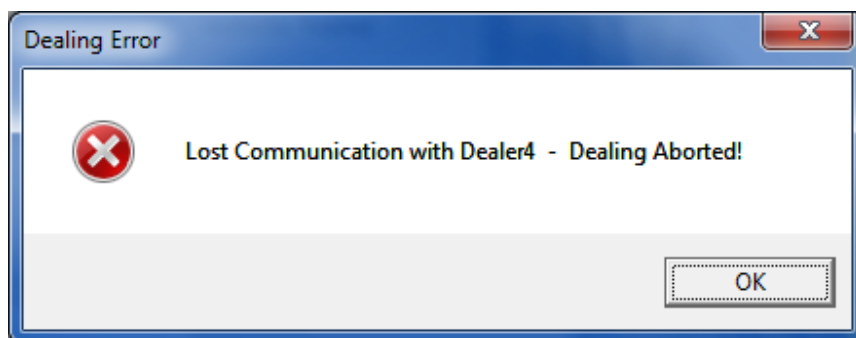 Dealing Error
Lost Communication with Dealer4  -  Dealing Aborted!
OK